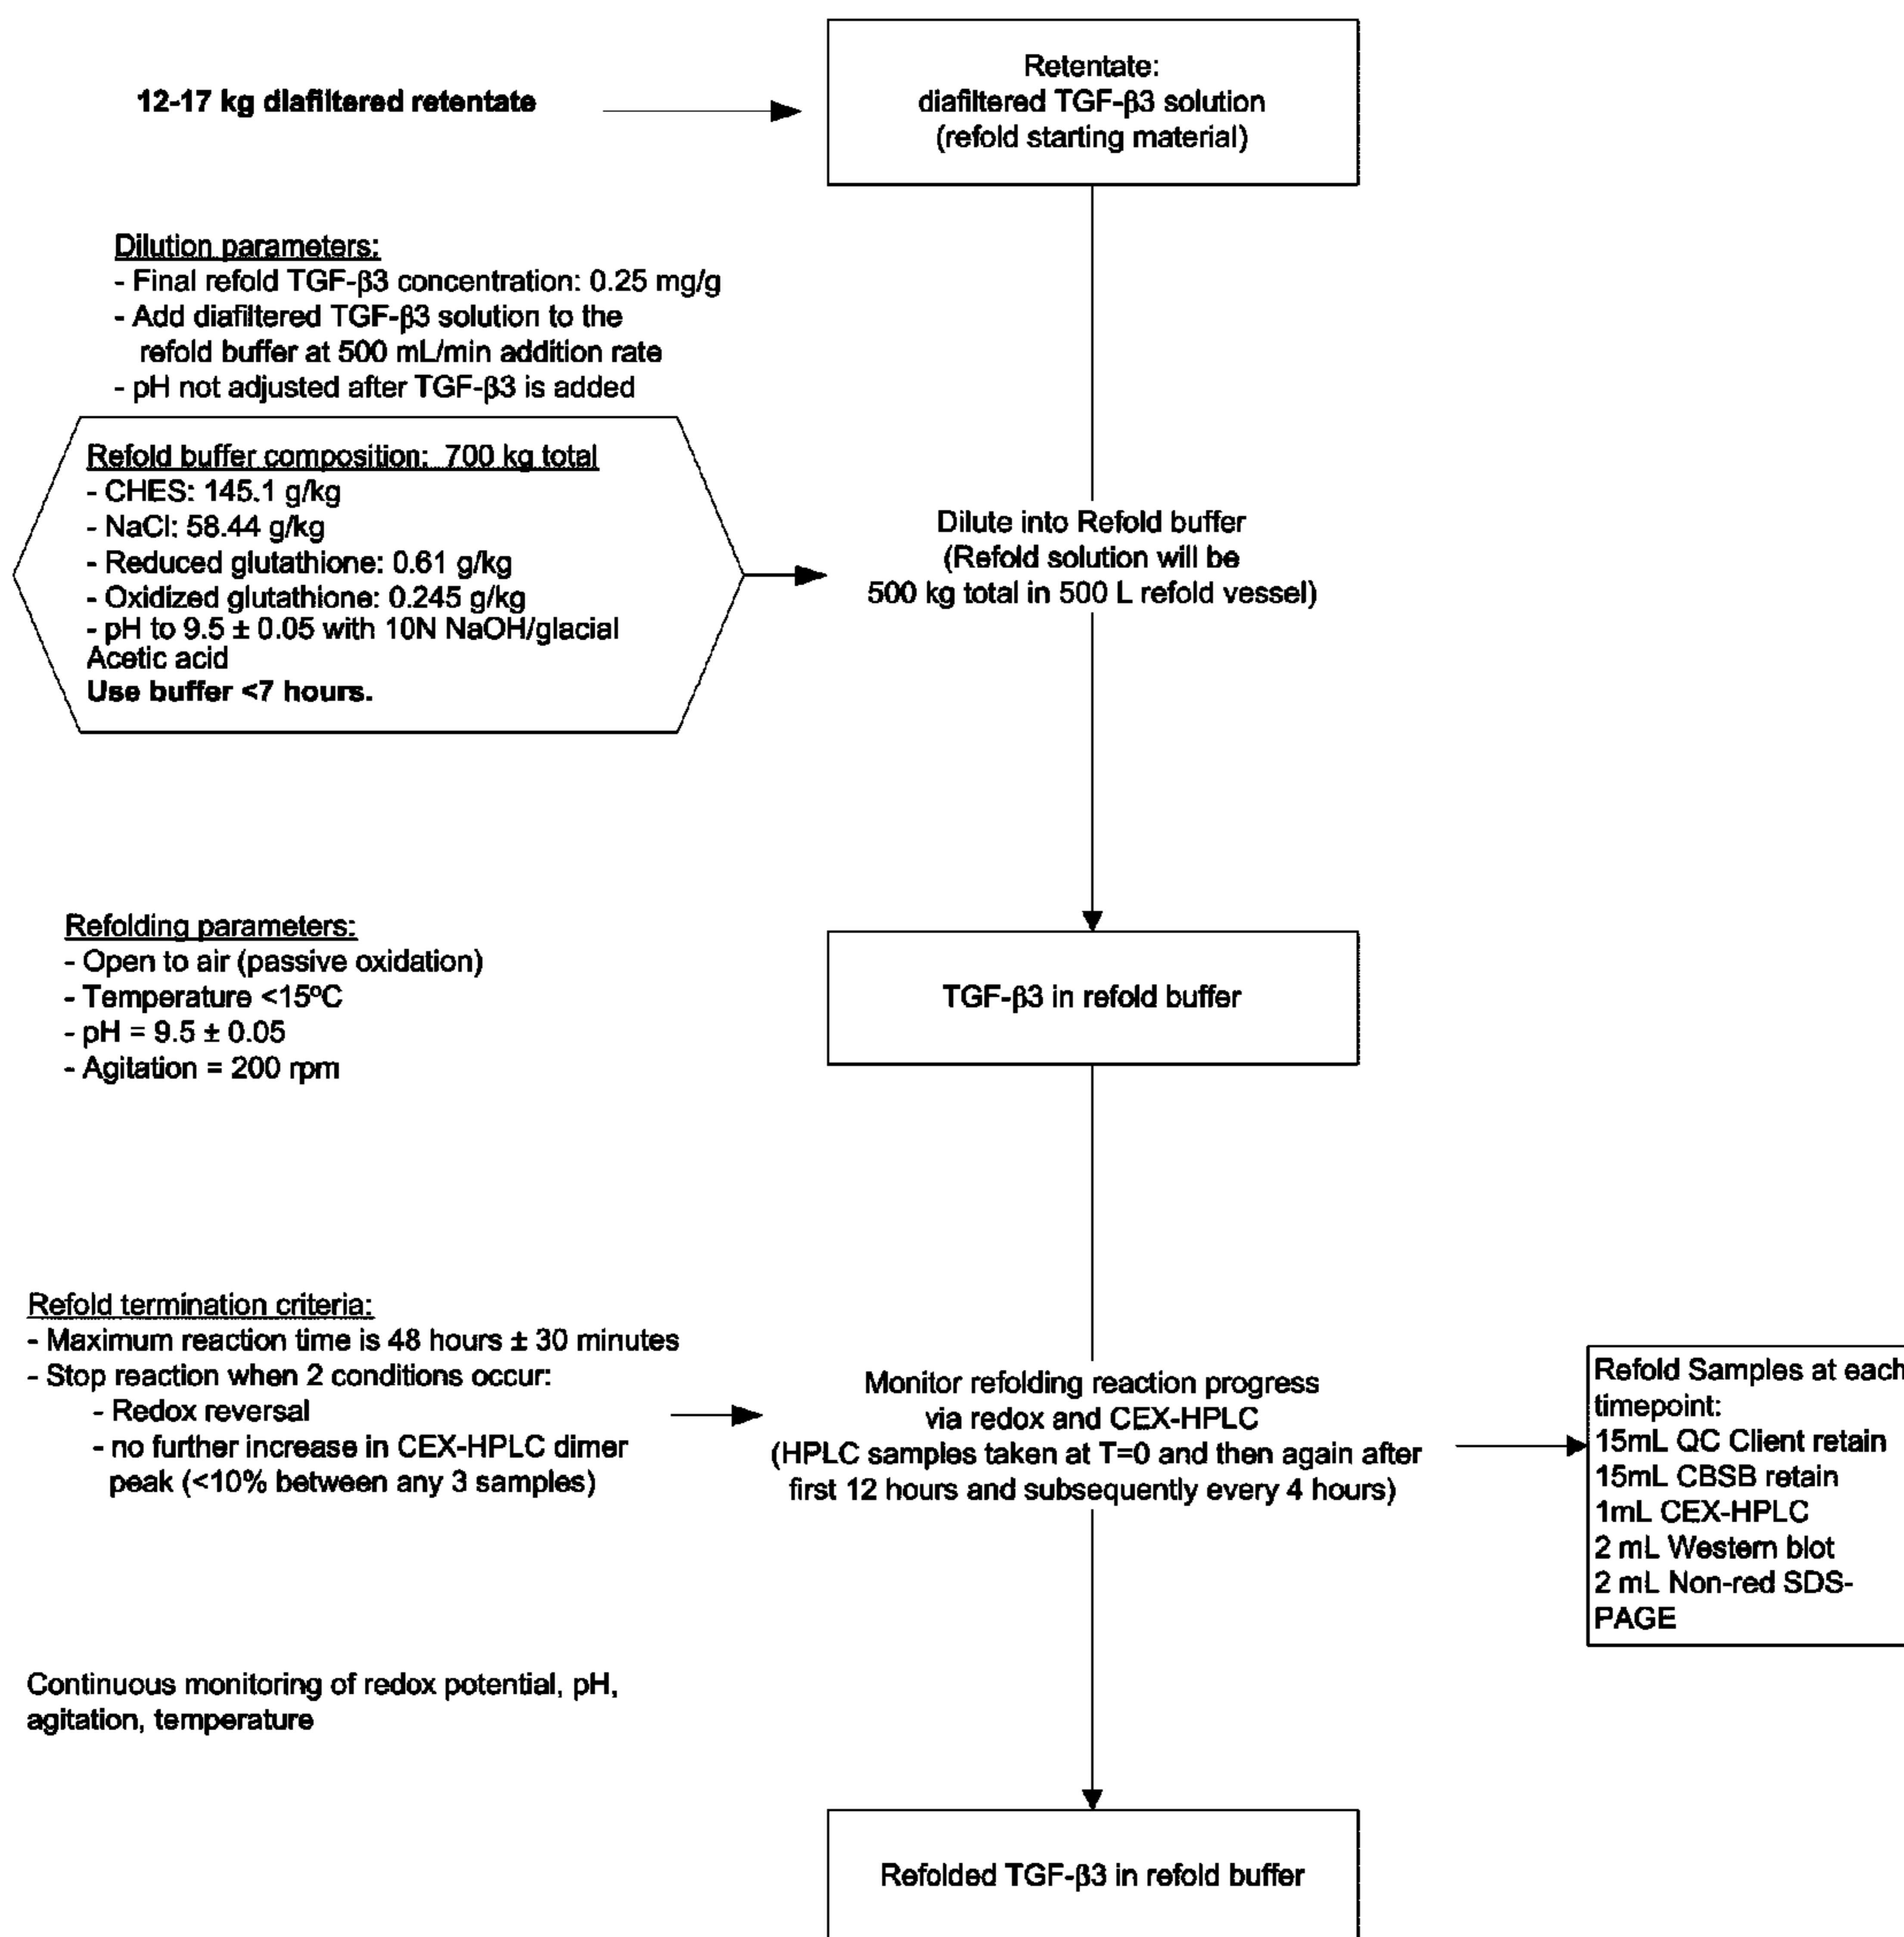 12-17 kg diafiltered retentate
Retentate:
diafiltered TGF-β3 solution
(refold starting material)
Dilution parameters:
- Final refold TGF-β3 concentration: 0.25 mg/g
- Add diafiltered TGF-β3 solution to the
refold buffer at 500 mL/min addition rate
- pH not adjusted after TGF-β3 is added
Refold buffer composition: 700 kg total
- CHES: 145.1 g/kg
- NaCl: 58.44 g/kg
- Reduced glutathione: 0.61 g/kg
- Oxidized glutathione: 0.245 g/kg
- pH to 9.5 ± 0.05 with 10N NaOH/glacial
Acetic acid
Use buffer <7 hours.
Dilute into Refold buffer
(Refold solution will be
500 kg total in 500 L refold vessel)
Refolding parameters:
- Open to air (passive oxidation)
- Temperature <15ºC
- pH = 9.5 ± 0.05
- Agitation = 200 rpm
TGF-β3 in refold buffer
Refold termination criteria:
- Maximum reaction time is 48 hours ± 30 minutes
- Stop reaction when 2 conditions occur:
- Redox reversal
- no further increase in CEX-HPLC dimer
peak (<10% between any 3 samples)
Monitor refolding reaction progress
via redox and CEX-HPLC
(HPLC samples taken at T=0 and then again after
first 12 hours and subsequently every 4 hours)
Refold Samples at each
timepoint:
15mL QC Client retain
15mL CBSB retain
1mL CEX-HPLC
2 mL Western blot
2 mL Non-red SDS-
PAGE
Continuous monitoring of redox potential, pH,
agitation, temperature
Refolded TGF-β3 in refold buffer